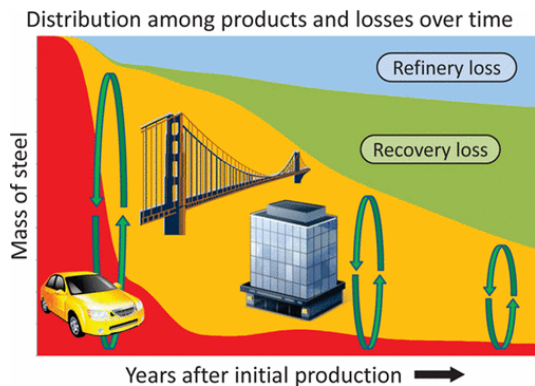 Distribution among products and losses over time
Refinery loss
Recovery loss
Mass of steel
Years after initial production